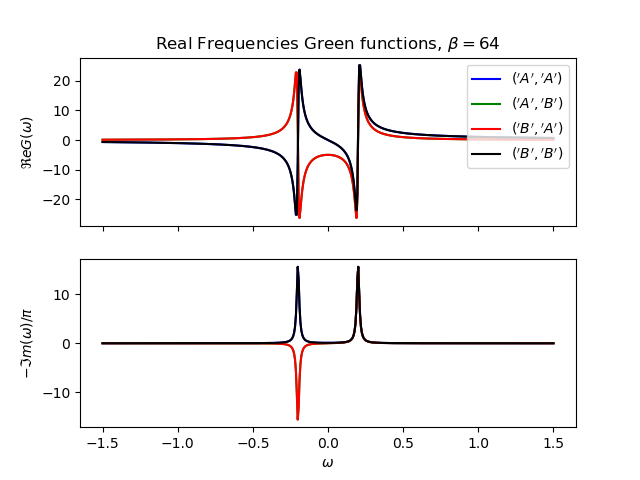 Real Frequencies Green functions, β = 64
20
10
0
−10
−20
ℜeG(ω)
('A', 'A')
('A', 'B')
('B', 'A')
('B', 'B')
10
0
−10
−ℑm(ω)/π
−1.5 −1.0 −0.5 0.0 0.5 1.0 1.5
ω